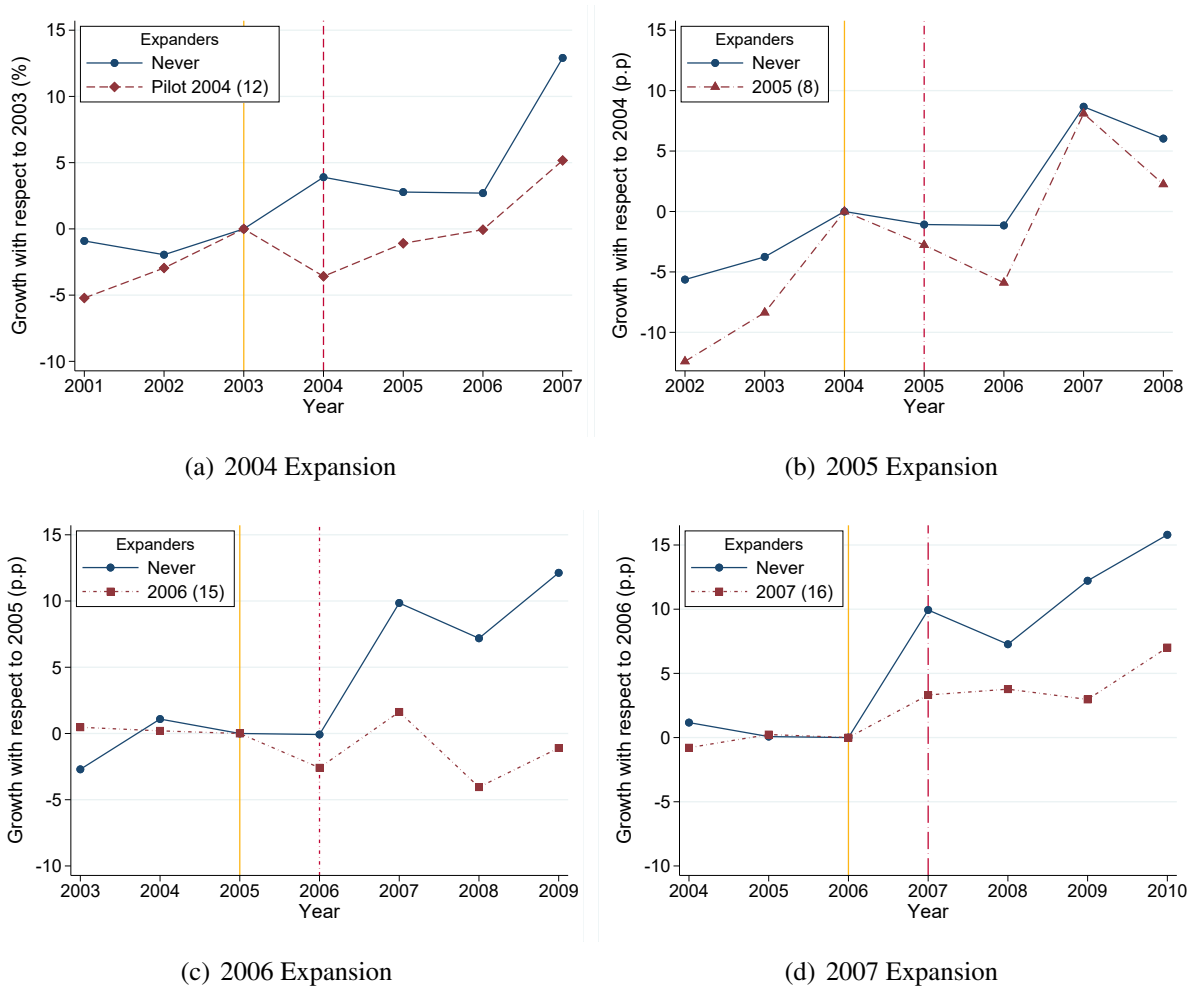 Growth with respect to 2003 (%)
15
10
5
0
-5
-10
Expanders
Never
Pilot 2004 (12)
2001 2002 2003 2004 2005 2006 2007
Year
(a) 2004 Expansion
Growth with respect to 2004 (p.p)
15
10
5
0
-5
-10
Expanders
Never
2005 (8)
2002 2003 2004 2005 2006 2007 2008
Year
(b) 2005 Expansion
Growth with respect to 2005 (p.p)
15
10
5
0
-5
-10
Expanders
Never
2006 (15)
2003 2004 2005 2006 2007 2008 2009
Year
(c) 2006 Expansion
Growth with respect to 2006 (p.p)
15
10
5
0
-5
-10
Expanders
Never
2007 (16)
2004 2005 2006 2007 2008 2009 2010
Year
(d) 2007 Expansion